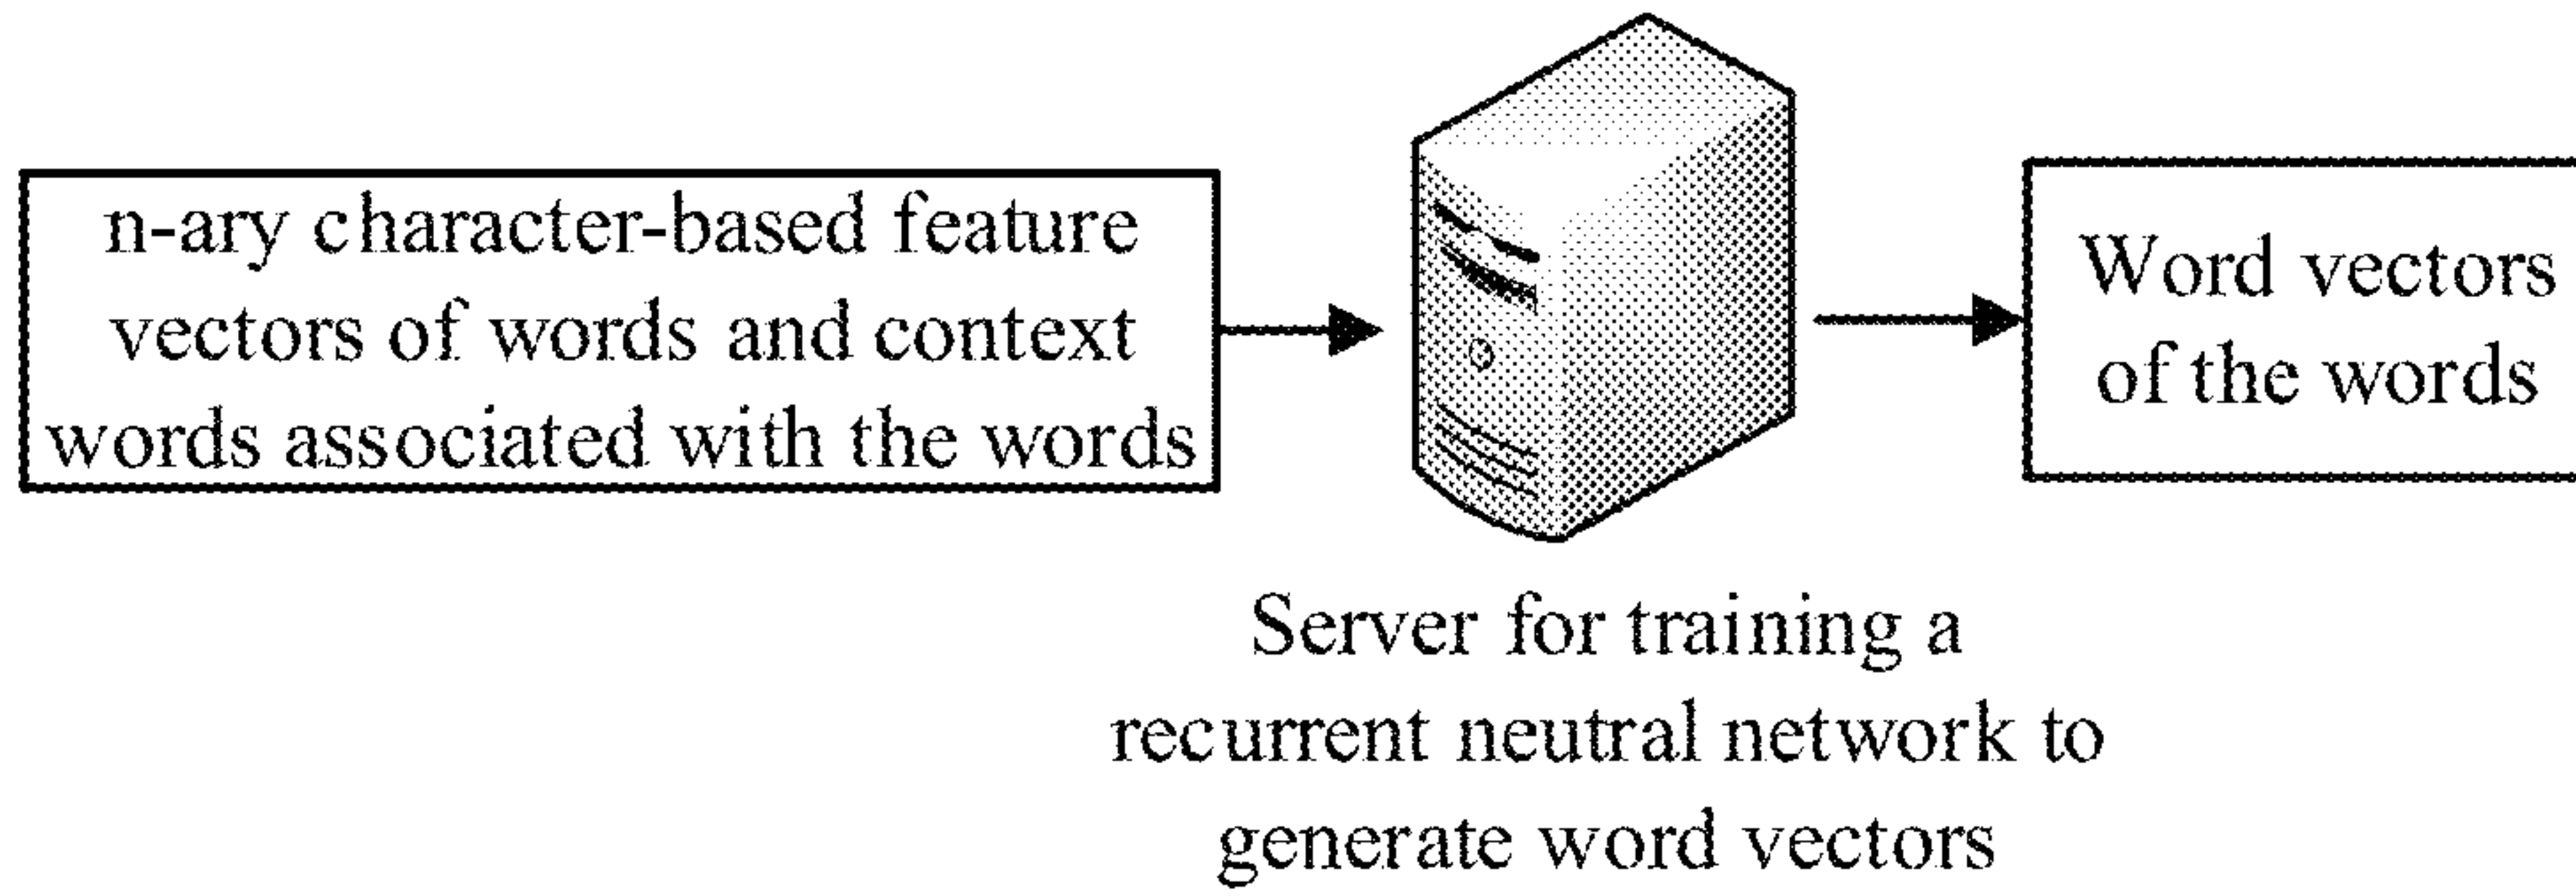 n-ary character-based feature
vectors of words and context
words associated with the words
Word vectors
of the words
Server for training a
recurrent neutral network to
generate word vectors